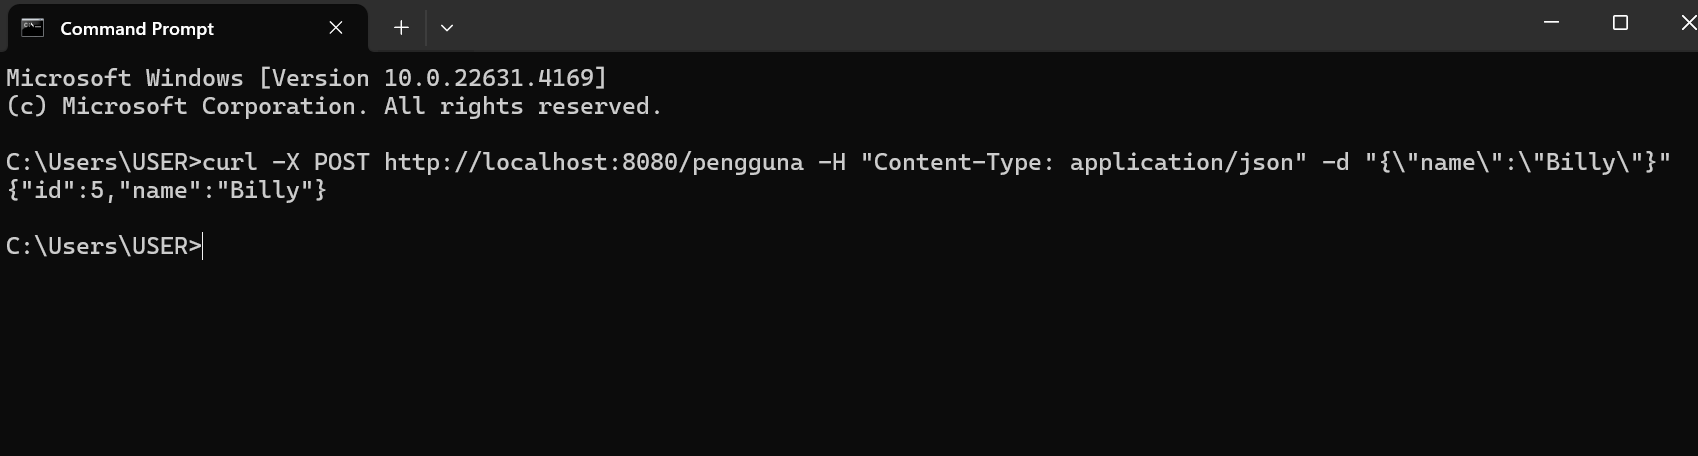 Command Prompt
Microsoft Windows [Version 10.0.22631.4169]
(c) Microsoft Corporation. All rights reserved.
C:\Users\USER>curl -X POST http://localhost:8080/pengguna -H "Content-Type: application/json" -d "{\"name\":\"Billy\"}"
{"id":5,"name":"Billy"}
C:\Users\USER>